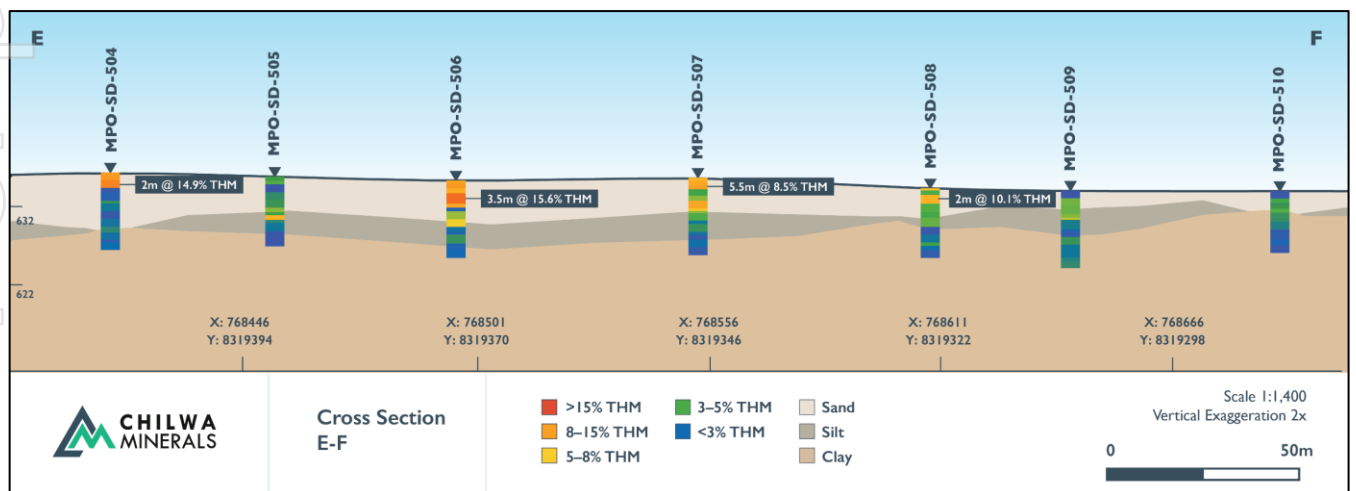 E
F
MPO-SD-504
MPO-SD-505
MPO-SD-506
MPO-SD-507
MPO-SD-508
MPO-SD-509
MPO-SD-510
2m @ 14.9% THM
3.5m @ 15.6% THM
5.5m @ 8.5% THM
2m @ 10.1% THM
632
622
X: 768446
Y: 8319394
X: 768501
Y: 8319370
X: 768556
Y: 8319346
X: 768611
Y: 8319322
X: 768666
Y: 8319298
CHILWA
MINERALS
Cross Section
E-F
>15% THM
8–15% THM
5–8% THM
3–5% THM
<3% THM
Sand
Silt
Clay
Scale 1:1,400
Vertical Exaggeration 2x
0 50m